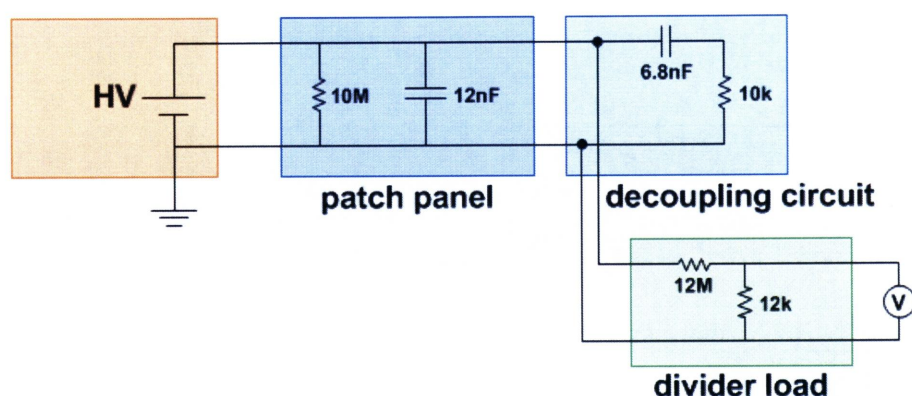 HV
10M
12nF
6.8nF
10k
patch panel
decoupling circuit
12M
12k
V
divider load